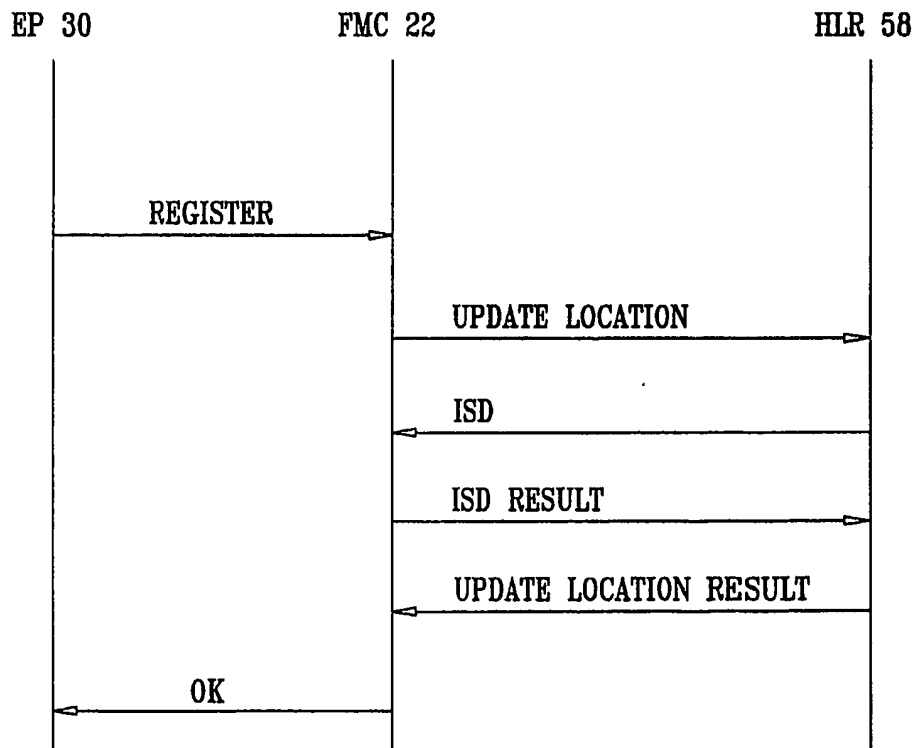 EP 30 FMC 22 HLR 58
REGISTER
UPDATE LOCATION
ISD
ISD RESULT
UPDATE LOCATION RESULT
OK